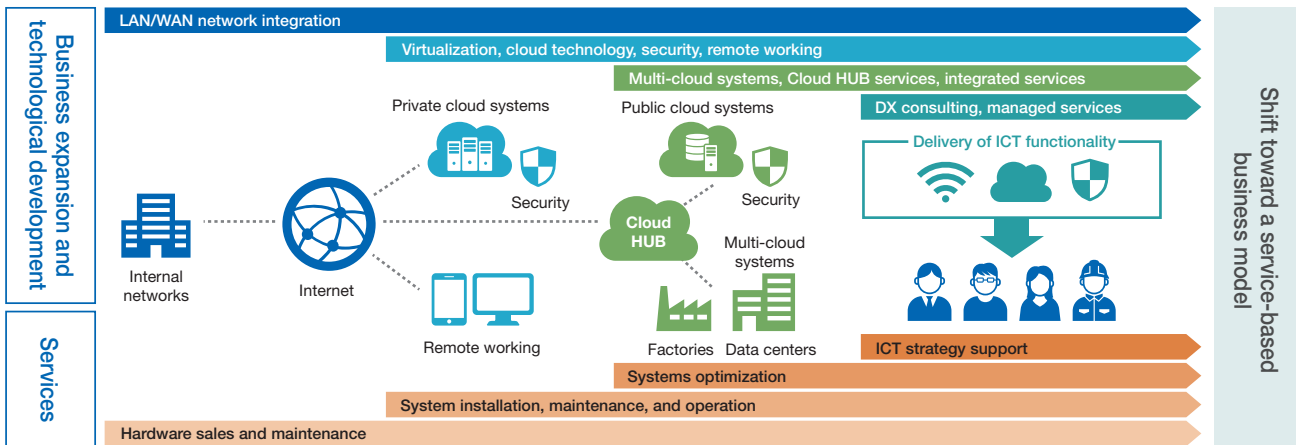 Business expansion and
technological development
LAN/WAN network integration
Virtualization, cloud technology, security, remote working
Multi-cloud systems, Cloud HUB services, integrated services
DX consulting, managed services
Private cloud systems
Security
Public cloud systems
Security
Delivery of ICT functionality
Cloud
HUB
Multi-cloud
systems
Internal
networks
Internet
Remote working
Factories
Data centers
Services
ICT strategy support
Systems optimization
System installation, maintenance, and operation
Hardware sales and maintenance
Shift toward a service-based
business model